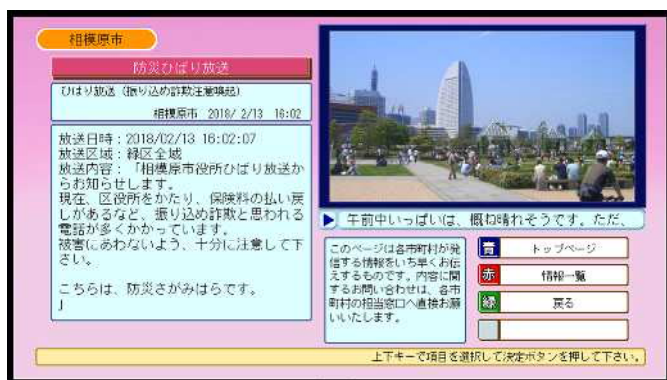 相模原市
防災ひばり放送
ひばり放送（振り込め詐欺注意喚起）
相模原市 2018/ 2/13 16:02
放送日時：2018/02/13 16:02:07
放送区域：緑区全域
放送内容：「相模原市役所ひばり放送か
らお知らせします。
現在、区役所をかたり、保険料の払い戻
しがあるなど、振り込め詐欺と思われる
電話が多くかかっています。
被害にあわないよう、十分に注意して下
さい。
こちらは、防災さがみはらです。
」
午前中いっぱいは、概ね晴れそうです。ただ、
このページは各市町村が発
信する情報をいち早くお伝
えするものです。内容に関
するお問い合わせは、各市
町村の担当窓口へ直接お願
いいたします。
青 トップページ
赤 情報一覧
緑 戻る
上下キーで項目を選択して決定ボタンを押して下さい。